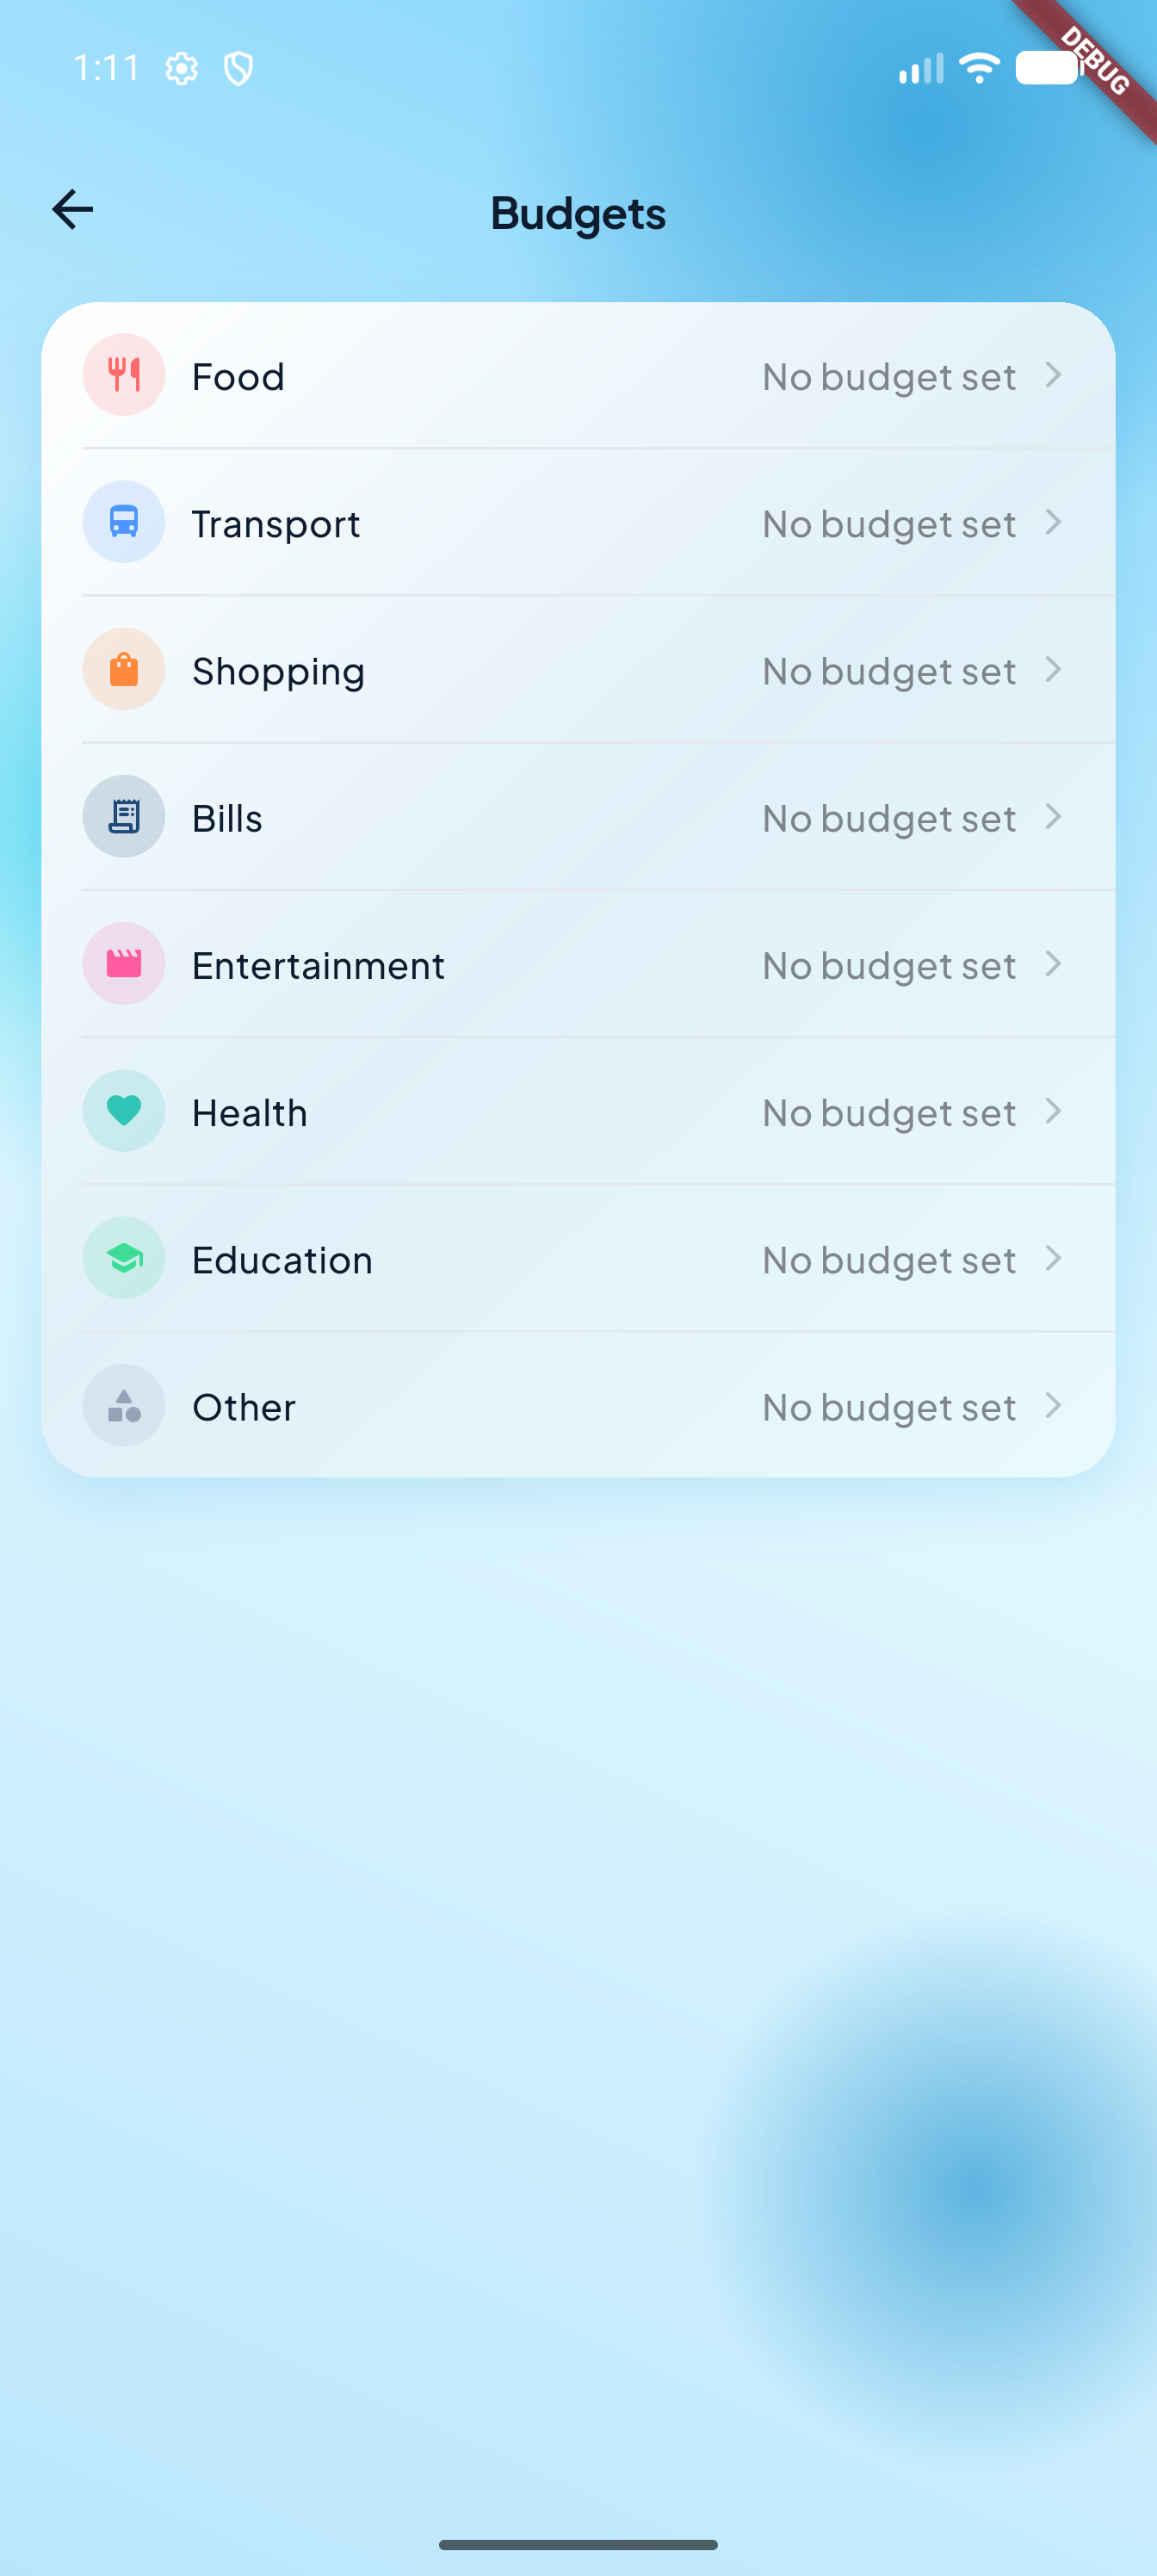 1:11
DEBUG
Budgets
Food No budget set
Transport No budget set
Shopping No budget set
Bills No budget set
Entertainment No budget set
Health No budget set
Education No budget set
Other No budget set